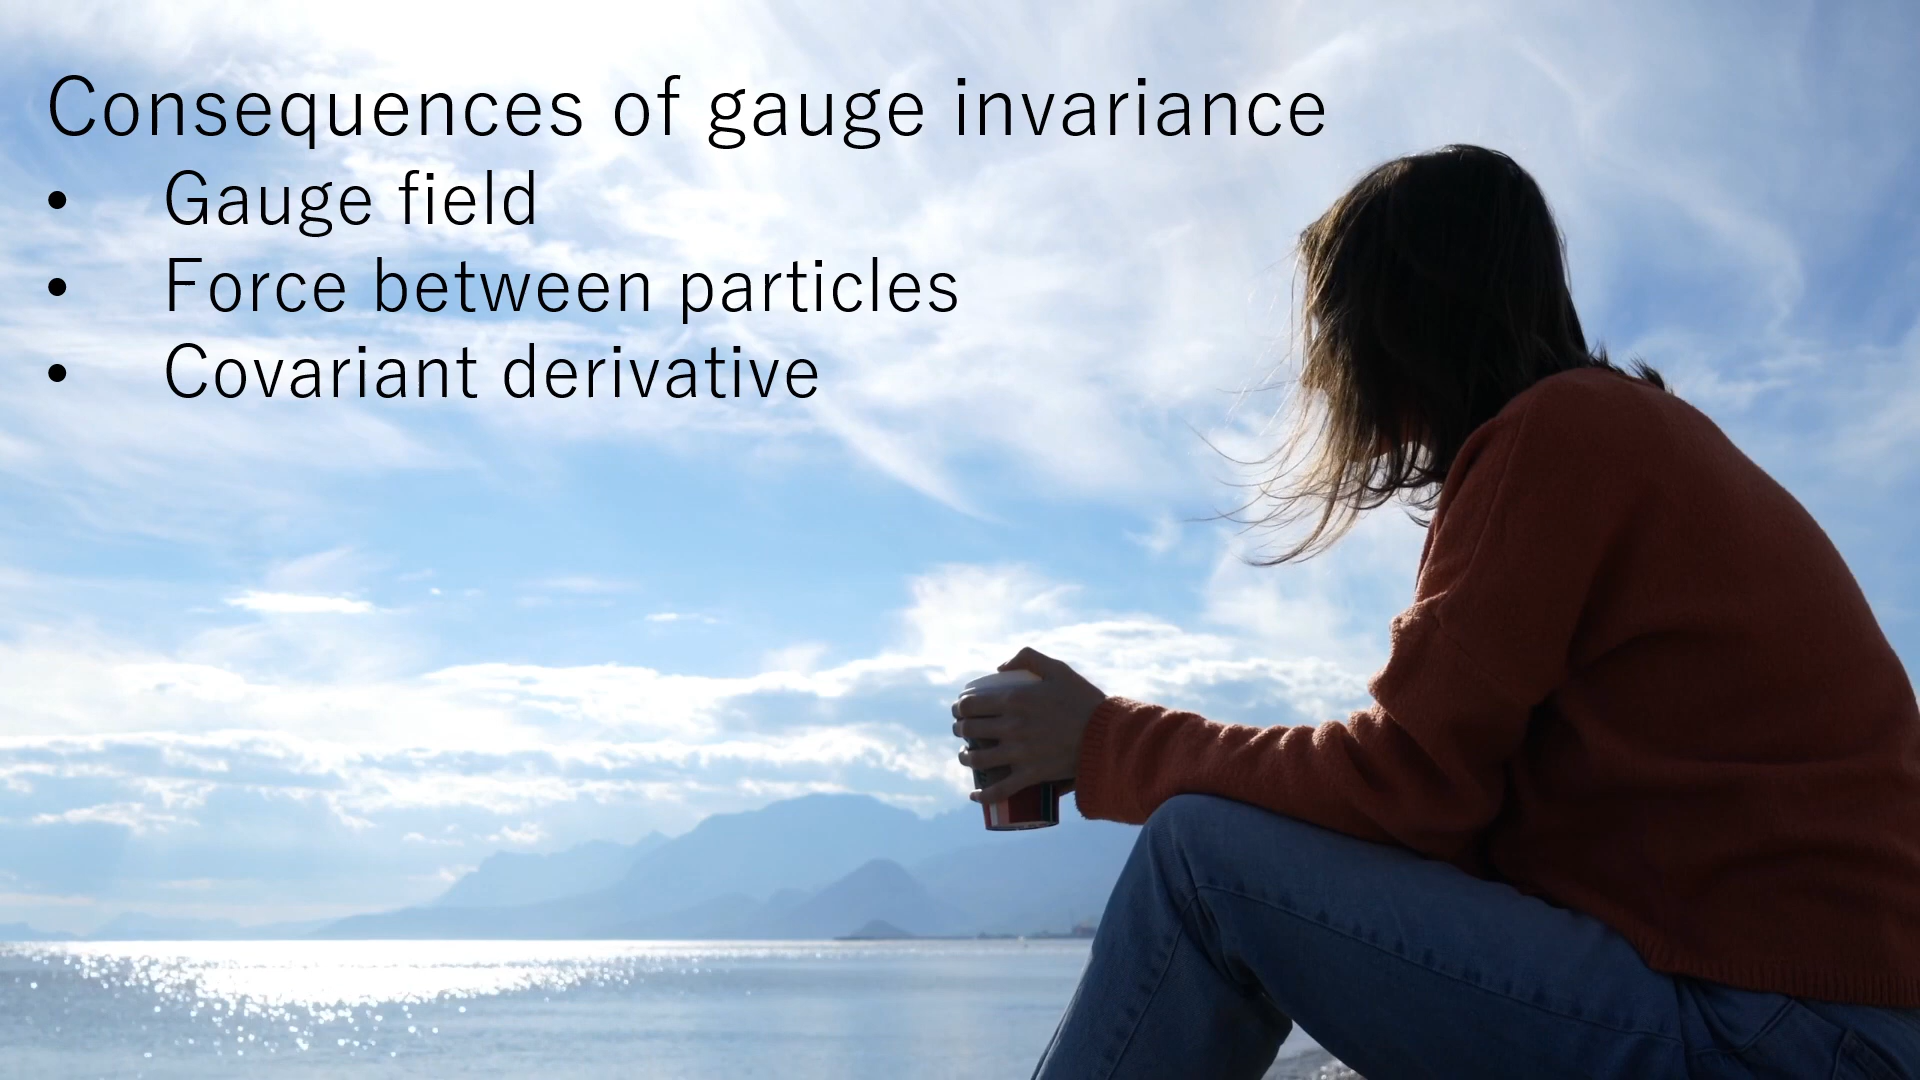 Consequences of gauge invariance
• Gauge field
• Force between particles
• Covariant derivative